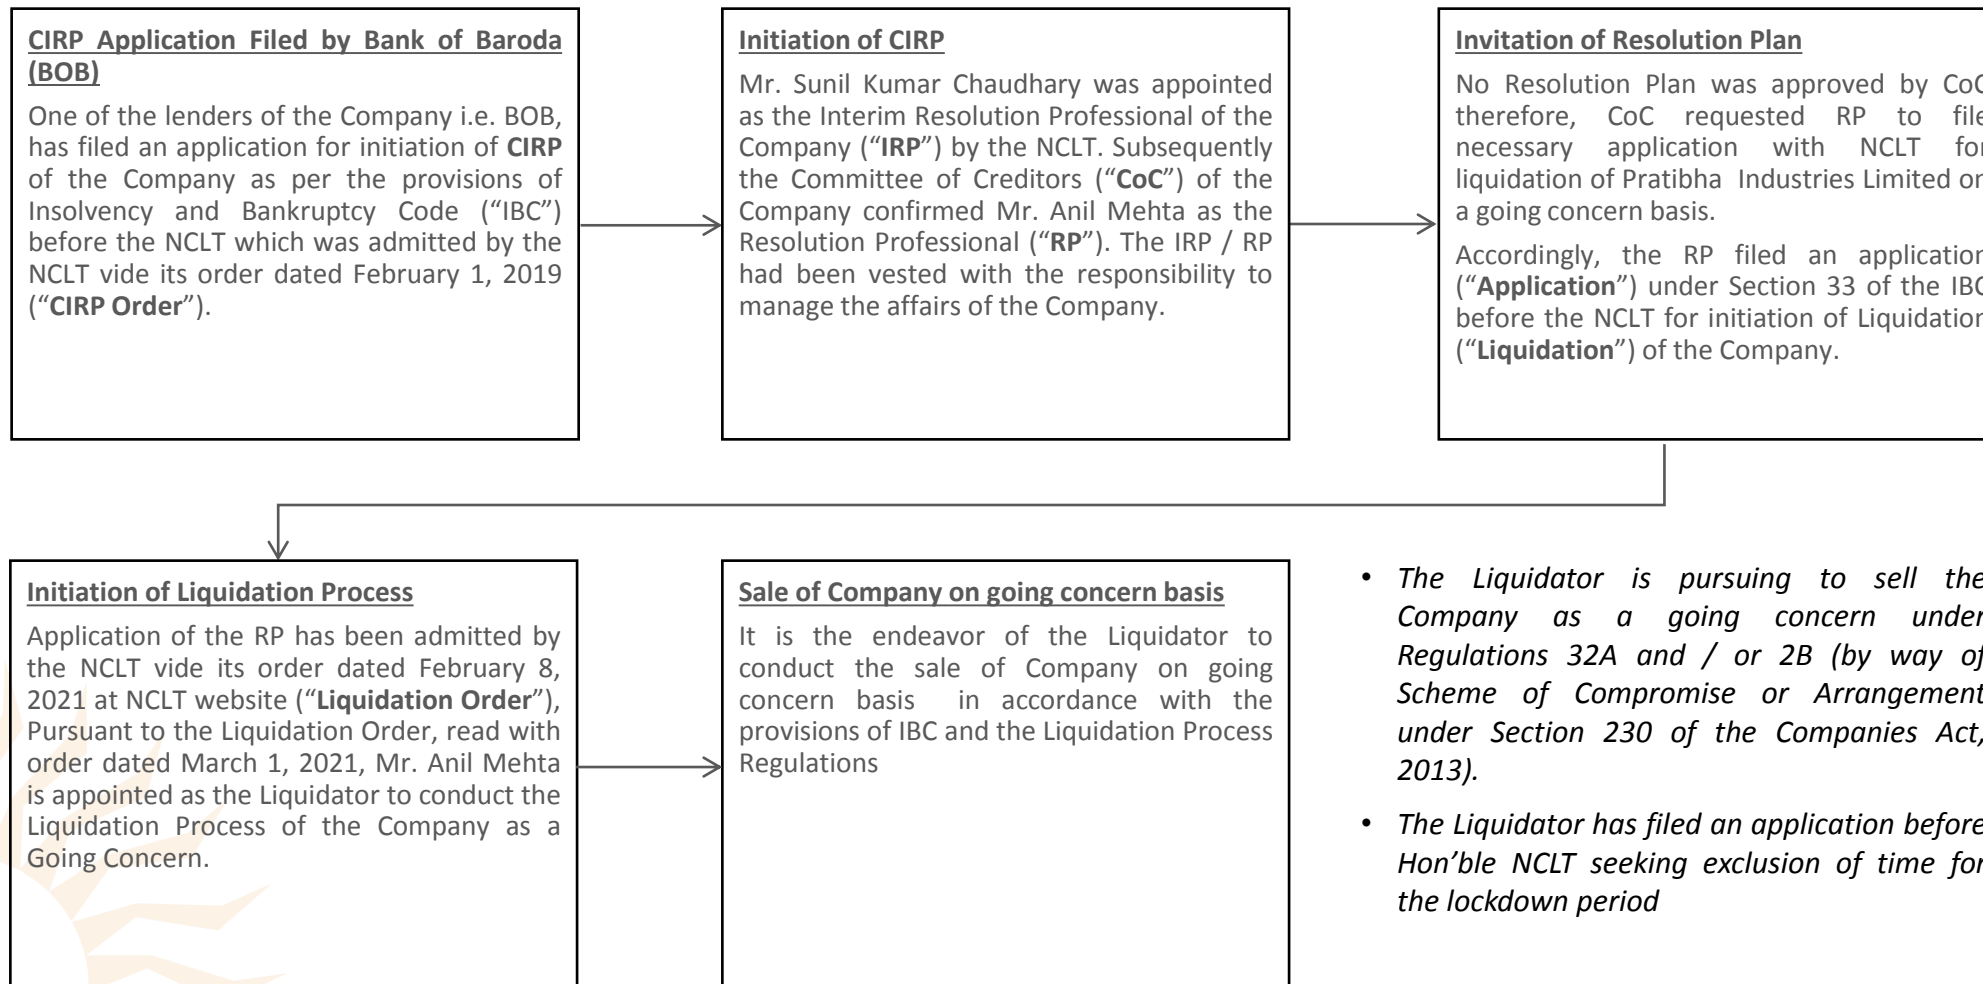 CIRP Application Filed by Bank of Baroda
(BOB)
One of the lenders of the Company i.e. BOB,
has filed an application for initiation of CIRP
of the Company as per the provisions of
Insolvency and Bankruptcy Code (“IBC”)
before the NCLT which was admitted by the
NCLT vide its order dated February 1, 2019
(“CIRP Order”).
Initiation of CIRP
Mr. Sunil Kumar Chaudhary was appointed
as the Interim Resolution Professional of the
Company (“IRP”) by the NCLT. Subsequently
the Committee of Creditors (“CoC”) of the
Company confirmed Mr. Anil Mehta as the
Resolution Professional (“RP”). The IRP / RP
had been vested with the responsibility to
manage the affairs of the Company.
Invitation of Resolution Plan
No Resolution Plan was approved by CoC
therefore, CoC requested RP to file
necessary application with NCLT for
liquidation of Pratibha Industries Limited on
a going concern basis.
Accordingly, the RP filed an application
(“Application”) under Section 33 of the IBC
before the NCLT for initiation of Liquidation
(“Liquidation”) of the Company.
Initiation of Liquidation Process
Application of the RP has been admitted by
the NCLT vide its order dated February 8,
2021 at NCLT website (“Liquidation Order”),
Pursuant to the Liquidation Order, read with
order dated March 1, 2021, Mr. Anil Mehta
is appointed as the Liquidator to conduct the
Liquidation Process of the Company as a
Going Concern.
Sale of Company on going concern basis
It is the endeavor of the Liquidator to
conduct the sale of Company on going
concern basis in accordance with the
provisions of IBC and the Liquidation Process
Regulations
• The Liquidator is pursuing to sell the
Company as a going concern under
Regulations 32A and / or 2B (by way of
Scheme of Compromise or Arrangement
under Section 230 of the Companies Act,
2013).
• The Liquidator has filed an application before
Hon’ble NCLT seeking exclusion of time for
the lockdown period